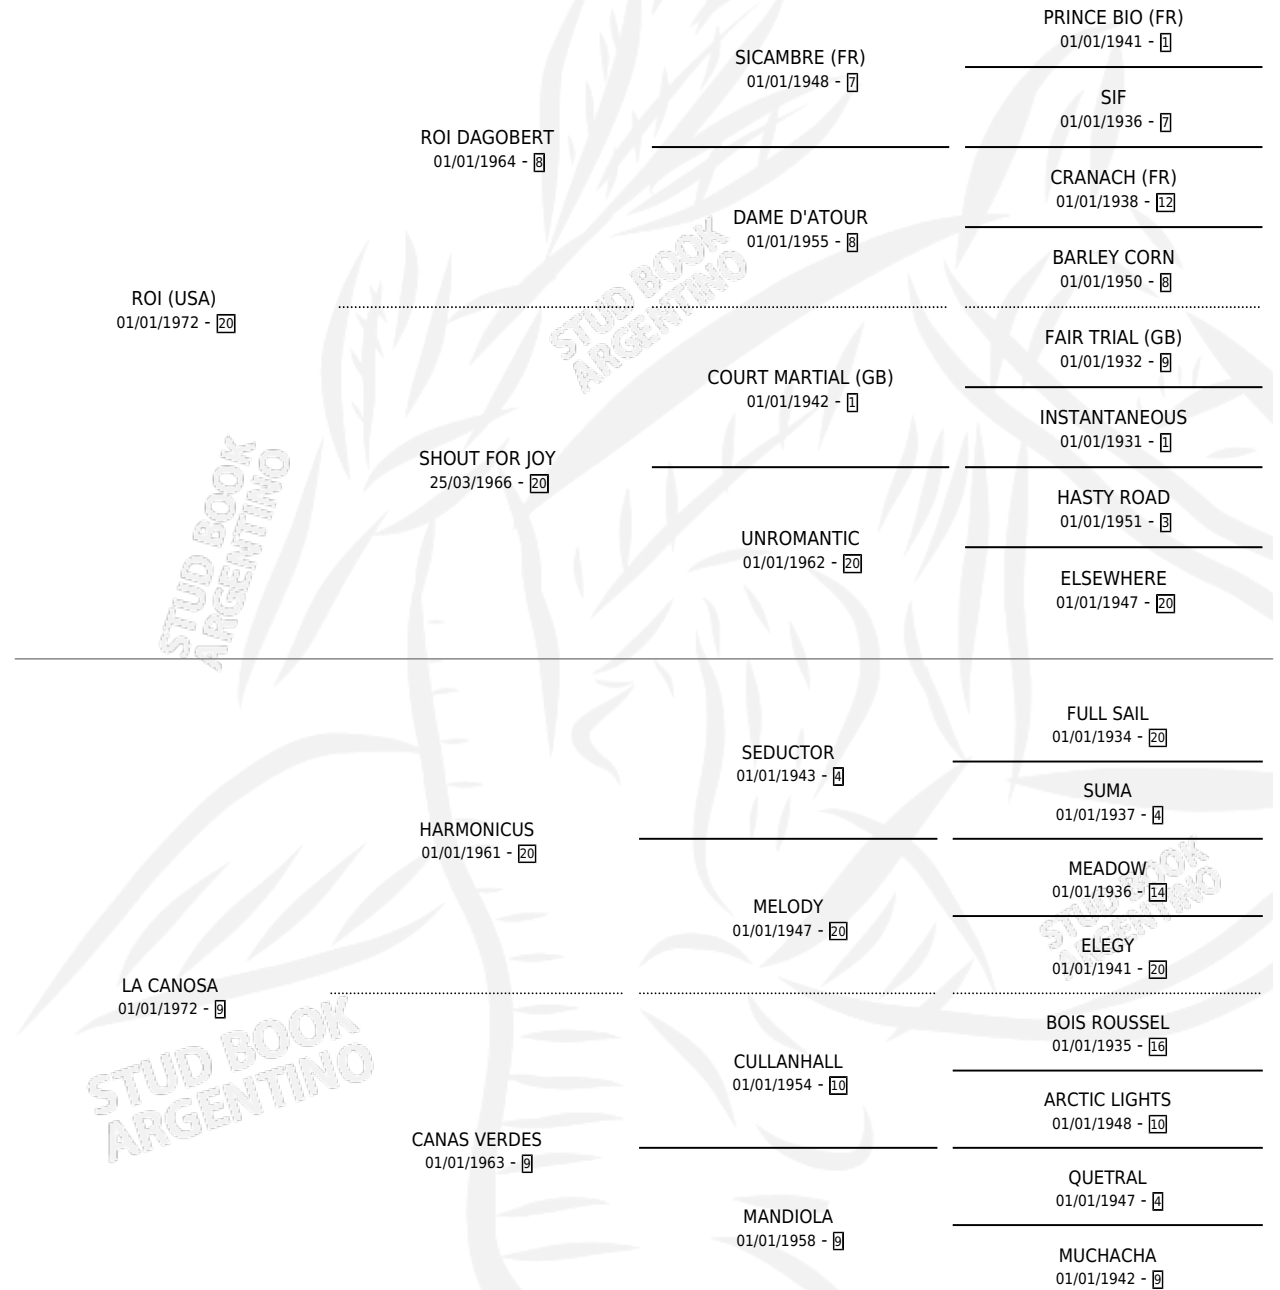 PRINCE BIO (FR)
01/01/1941 - 1
SICAMBRE (FR)
01/01/1948 - 7
SIF
01/01/1936 - 7
ROI DAGOBERT
01/01/1964 - 8
CRANACH (FR)
01/01/1938 - 12
DAME D'ATOUR
01/01/1955 - 8
BARLEY CORN
01/01/1950 - 8
ROI (USA)
01/01/1972 - 20
STUD BOOK
ARGENTINO
FAIR TRIAL (GB)
01/01/1932 - 9
COURT MARTIAL (GB)
01/01/1942 - 1
INSTANTANEOUS
01/01/1931 - 1
SHOUT FOR JOY
25/03/1966 - 20
HASTY ROAD
01/01/1951 - 3
UNROMANTIC
01/01/1962 - 20
ELSEWHERE
01/01/1947 - 20
STUD BOOK
ARGENTINO
FULL SAIL
01/01/1934 - 20
SEDUCTOR
01/01/1943 - 4
SUMA
01/01/1937 - 4
HARMONICUS
01/01/1961 - 20
MEADOW
01/01/1936 - 14
MELODY
01/01/1947 - 20
ELEGY
01/01/1941 - 20
STUD BOOK
ARGENTINO
LA CANOSA
01/01/1972 - 9
BOIS ROUSSEL
01/01/1935 - 16
CULLANHALL
01/01/1954 - 10
ARCTIC LIGHTS
01/01/1948 - 10
STUD BOOK
ARGENTINO
CANAS VERDES
01/01/1963 - 9
QUETRAL
01/01/1947 - 4
MANDIOLA
01/01/1958 - 9
MUCHACHA
01/01/1942 - 9